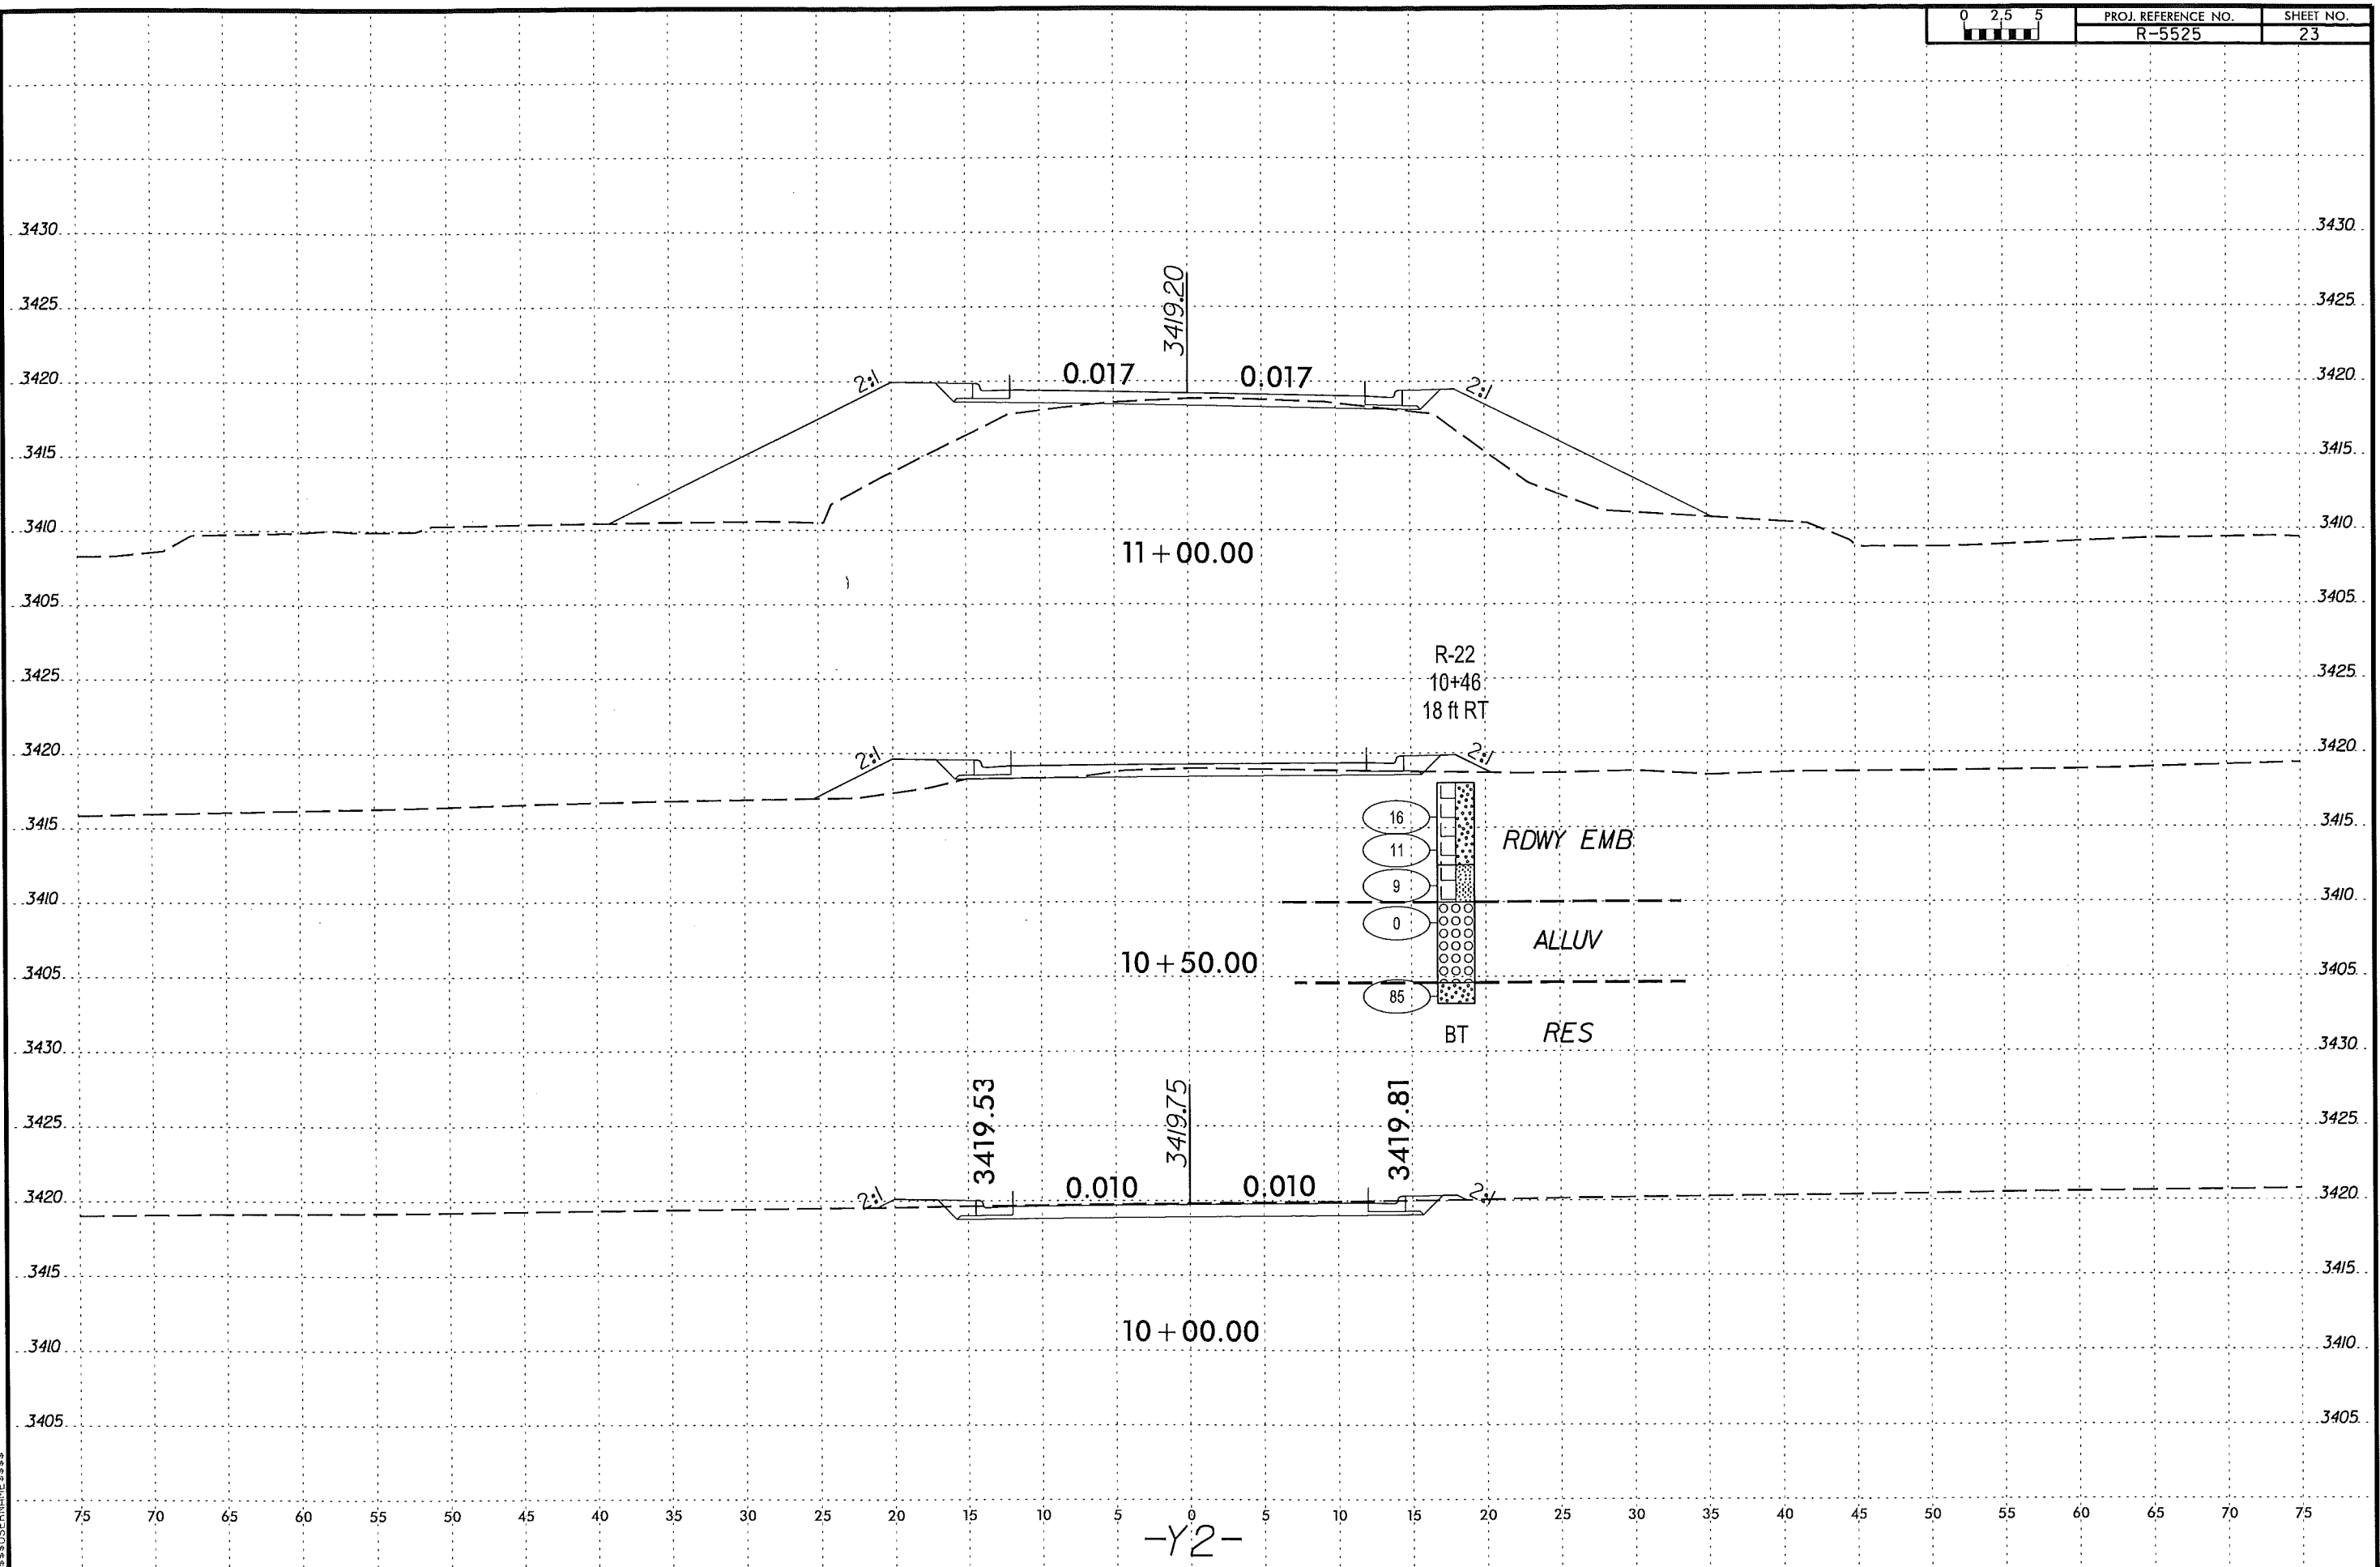 0 2.5 5 PROJ. REFERENCE NO. SHEET NO.
R-5525 23
3430 3430
3419.20
3425 3425
3420 2:1 0.017 0.017 2:1 3420
3415 3415
3410 3410
11+00.00
3405 3405
R-22
3425 10+46 3425
18 ft RT
3420 2:1 2:1 3420
3415 16 3415
RDWY EMB
11
3410 9 3410
0
ALLUV
10+50.00
3405 3405
85
BT RES
3430 3430
3419.53 3419.75 3419.81
3425 3425
3420 2:1 0.010 0.010 2:1 3420
3415 3415
10+00.00
3410 3410
3405 3405
75 70 65 60 55 50 45 40 35 30 25 20 15 10 5 0 5 10 15 20 25 30 35 40 45 50 55 60 65 70 75
-Y2-